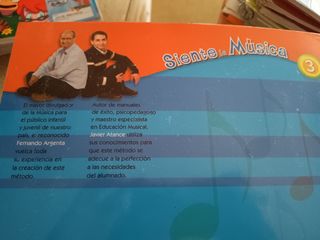 Siente la Música
3
El mayor divulgador
de la Música para
el público infantil
y juvenil de nuestro
país, el reconocido
Fernando Argenta
vuelca toda
su experiencia en
la creación de este
método.
Autor de manuales
de éxito, psicopedagogo
y maestro especialista
en Educación Musical,
Javier Atance utiliza
sus conocimientos para
que este método se
adecue a la perfección
a las necesidades
del alumnado.